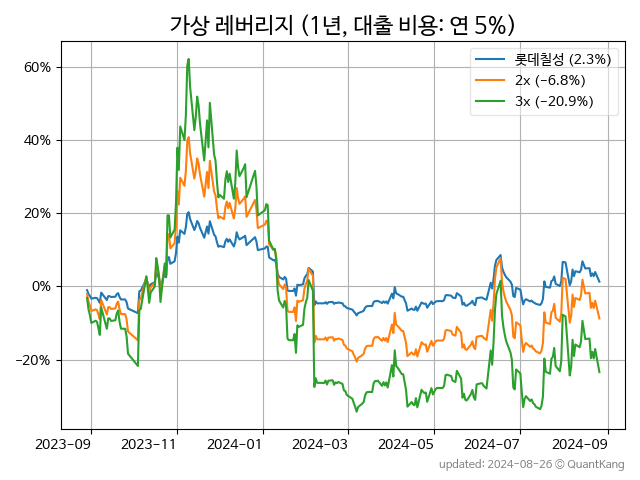 가상 레버리지 (1년, 대출 비용: 연 5%)
롯데칠성 (2.3%)
2x (−6.8%)
3x (−20.9%)
60%
40%
20%
0%
−20%
2023-09 2023-11 2024-01 2024-03 2024-05 2024-07 2024-09
updated: 2024-08-26 © QuantKang